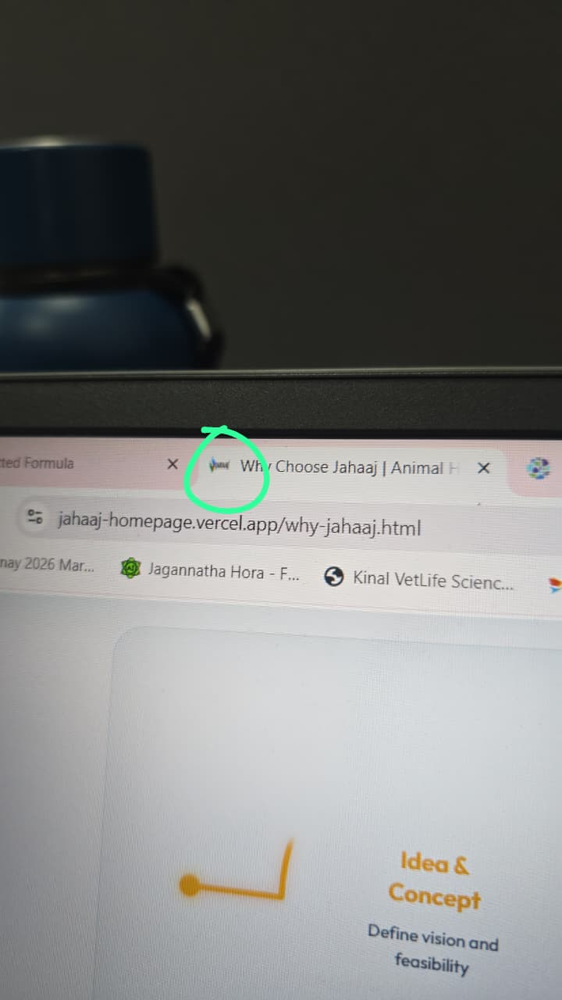 ted Formula
Why Choose Jahaaj | Animal H
jahaaj-homepage.vercel.app/why-jahaaj.html
nay 2026 Mar...
Jagannatha Hora - F...
Kinal VetLife Scienc...
Idea &
Concept
Define vision and
feasibility